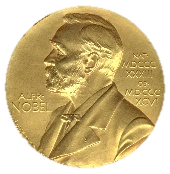 ALFR·
NOBEL
NAT·
MDCCC
XXXIII
OB·
MDCCC
XCVI